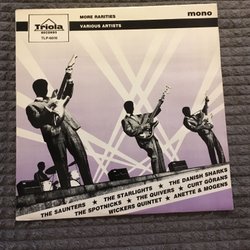 Triola
RECORDS
TLP-6006
MORE RARITIES
VARIOUS ARTISTS
mono
THE SAUNTERS ★ THE STARLIGHTS ★ THE DANISH SHARKS
THE SPOTNICKS ★ THE QUIVERS ★ CURT GÖRANS
WICKERS QUINTET ★ ANETTE & MOGENS